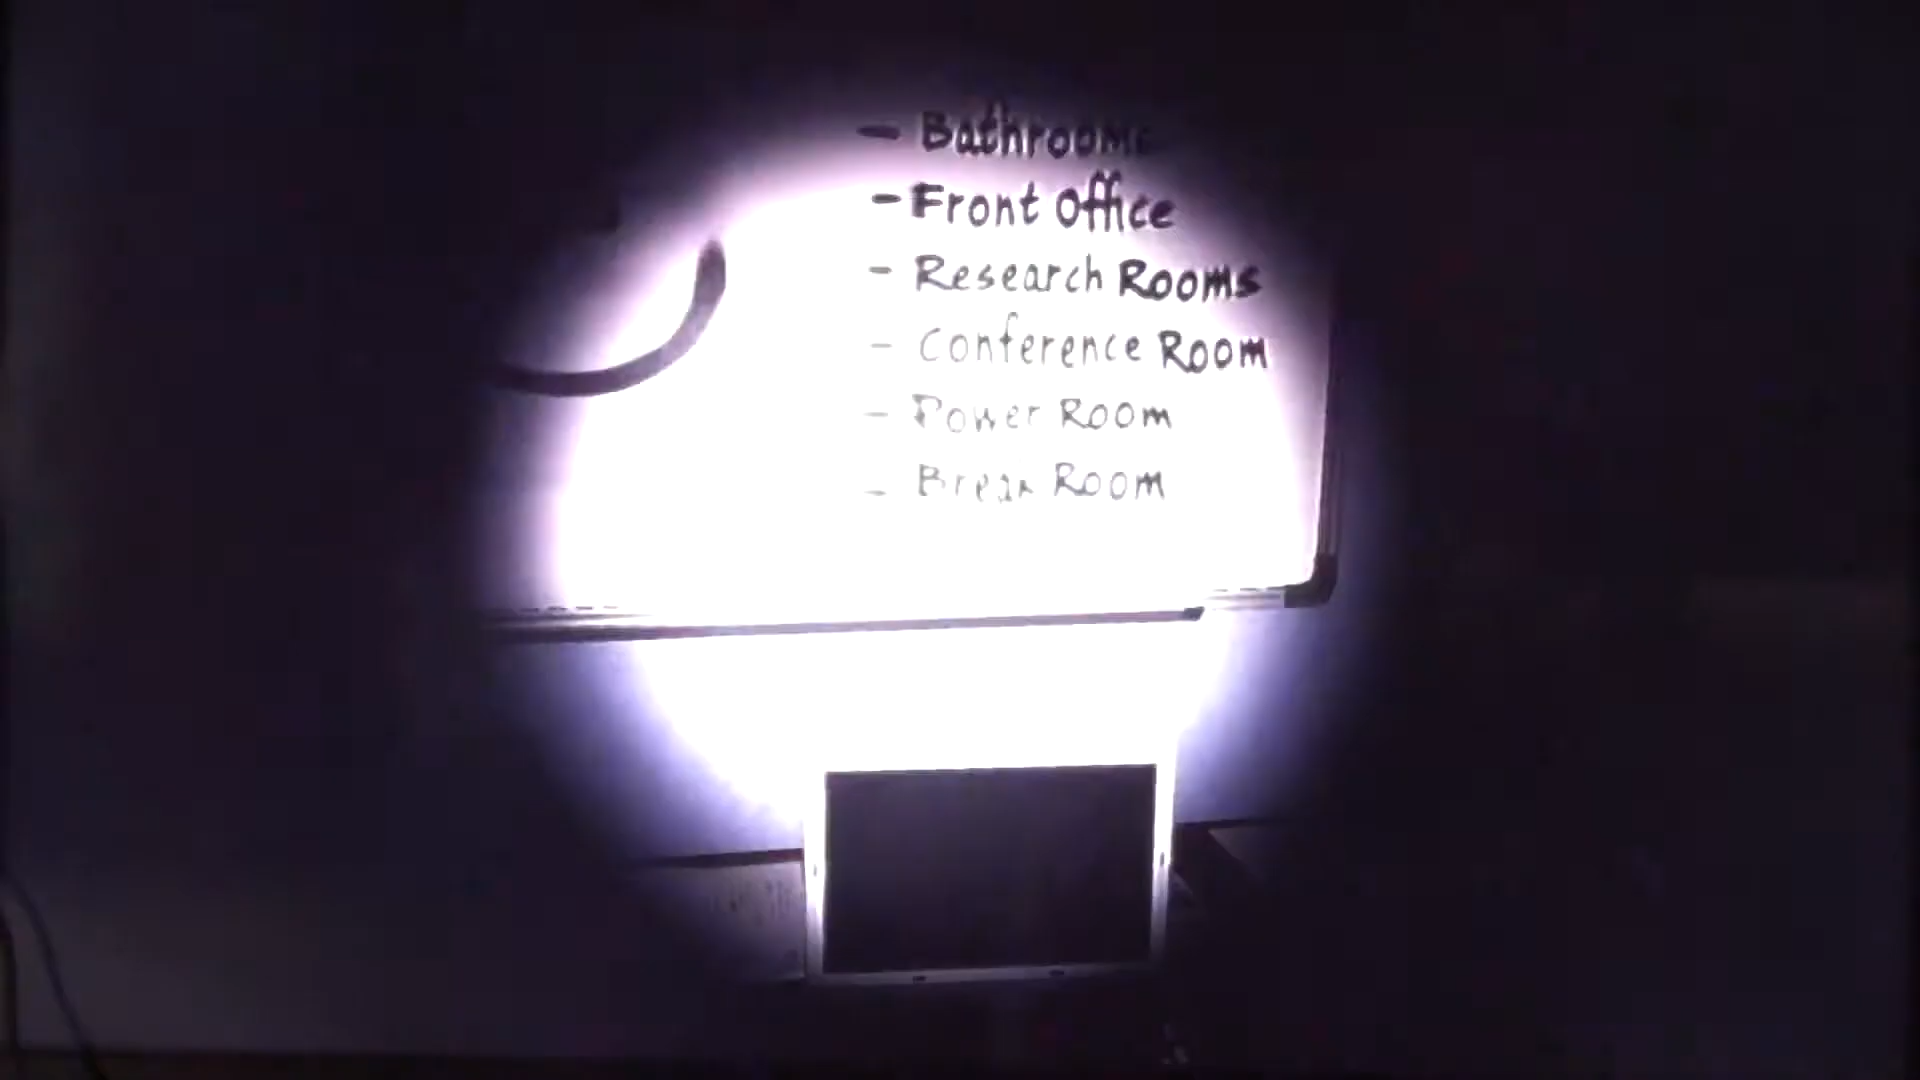 - Bathrooms
- Front Office
- Research Rooms
- Conference Room
- Power Room
- Break Room